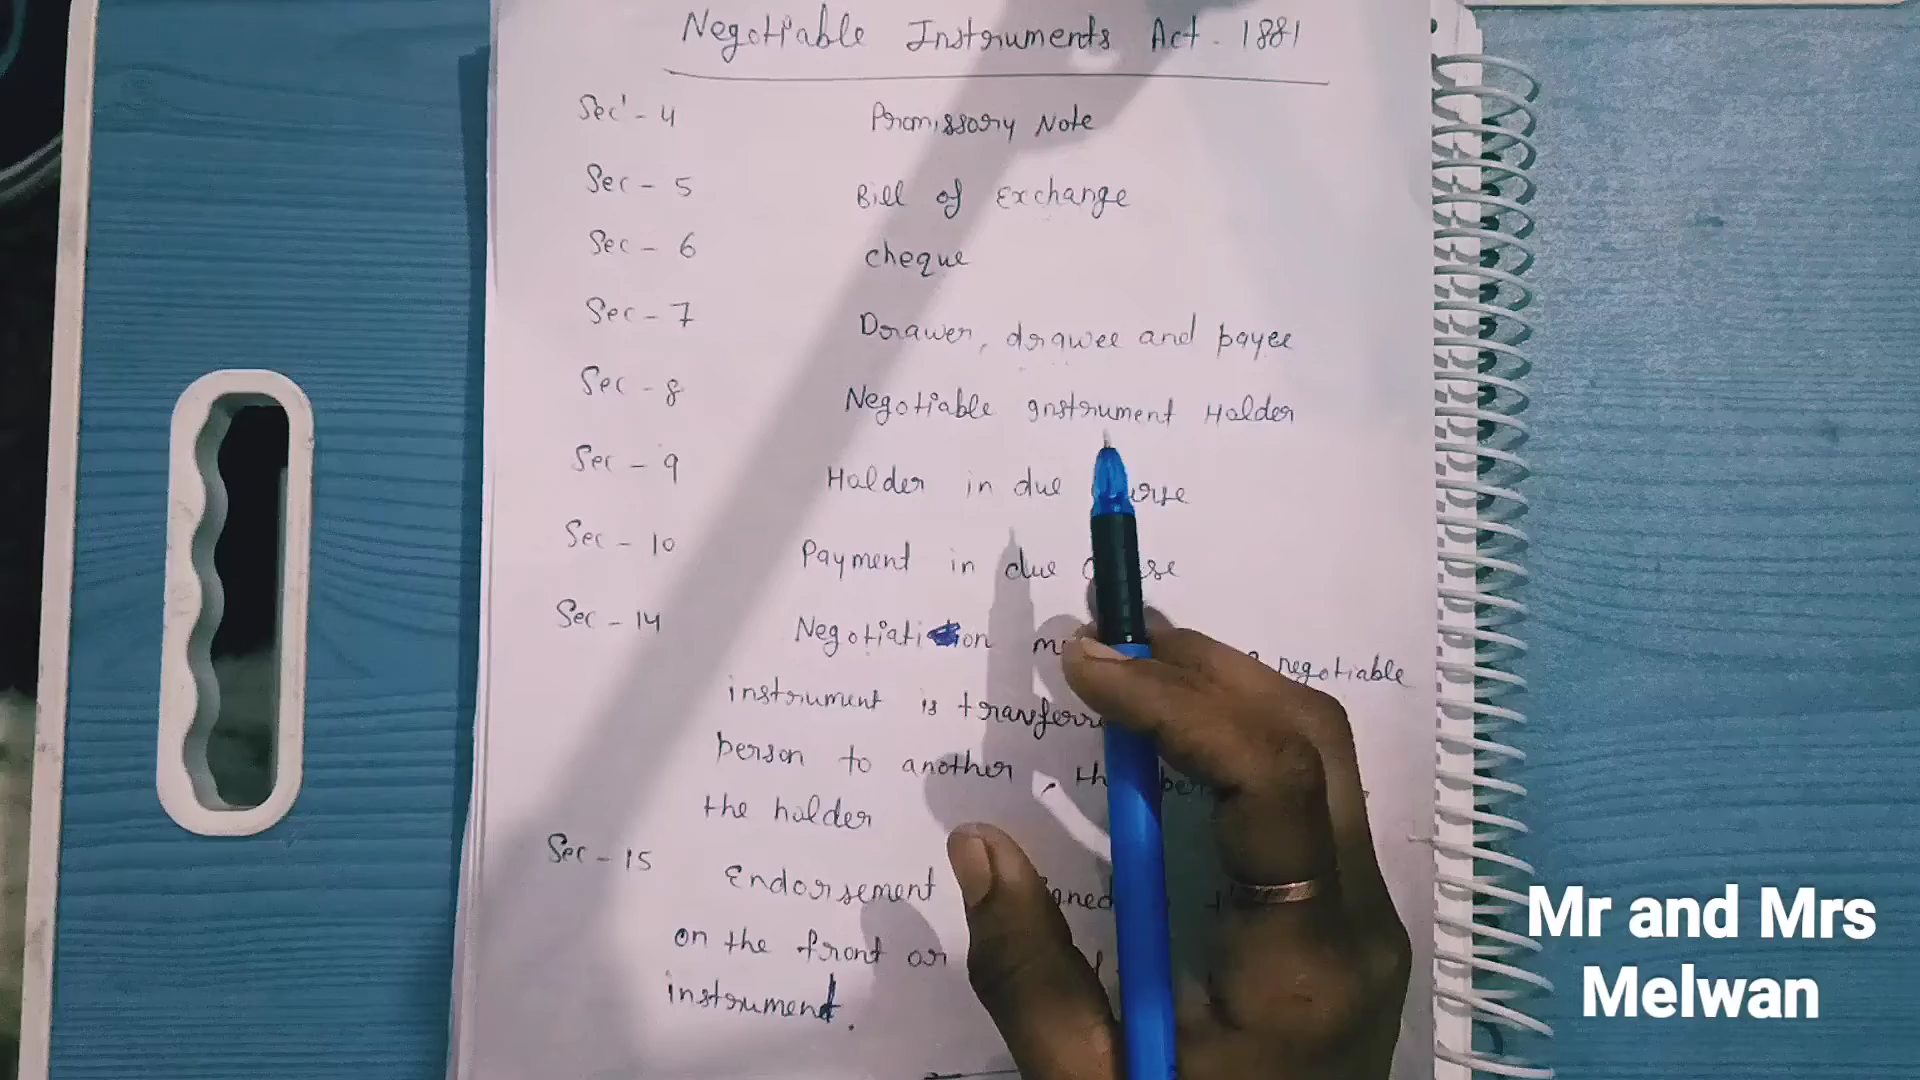 Negotiable Instruments Act - 1881
Sec' - 4 Promissory Note
Sec - 5 Bill of Exchange
Sec - 6 cheque
Sec - 7 Drawer, drawee and payee
Sec - 8 Negotiable Instrument Holder
Sec - 9 Holder in due
Sec - 10 Payment in due
Sec - 14 Negotiation negotiable
instrument is
person to another,
the holder
Sec - 15 Endorsement
on the front or
instrument.
Mr and Mrs
Melwan